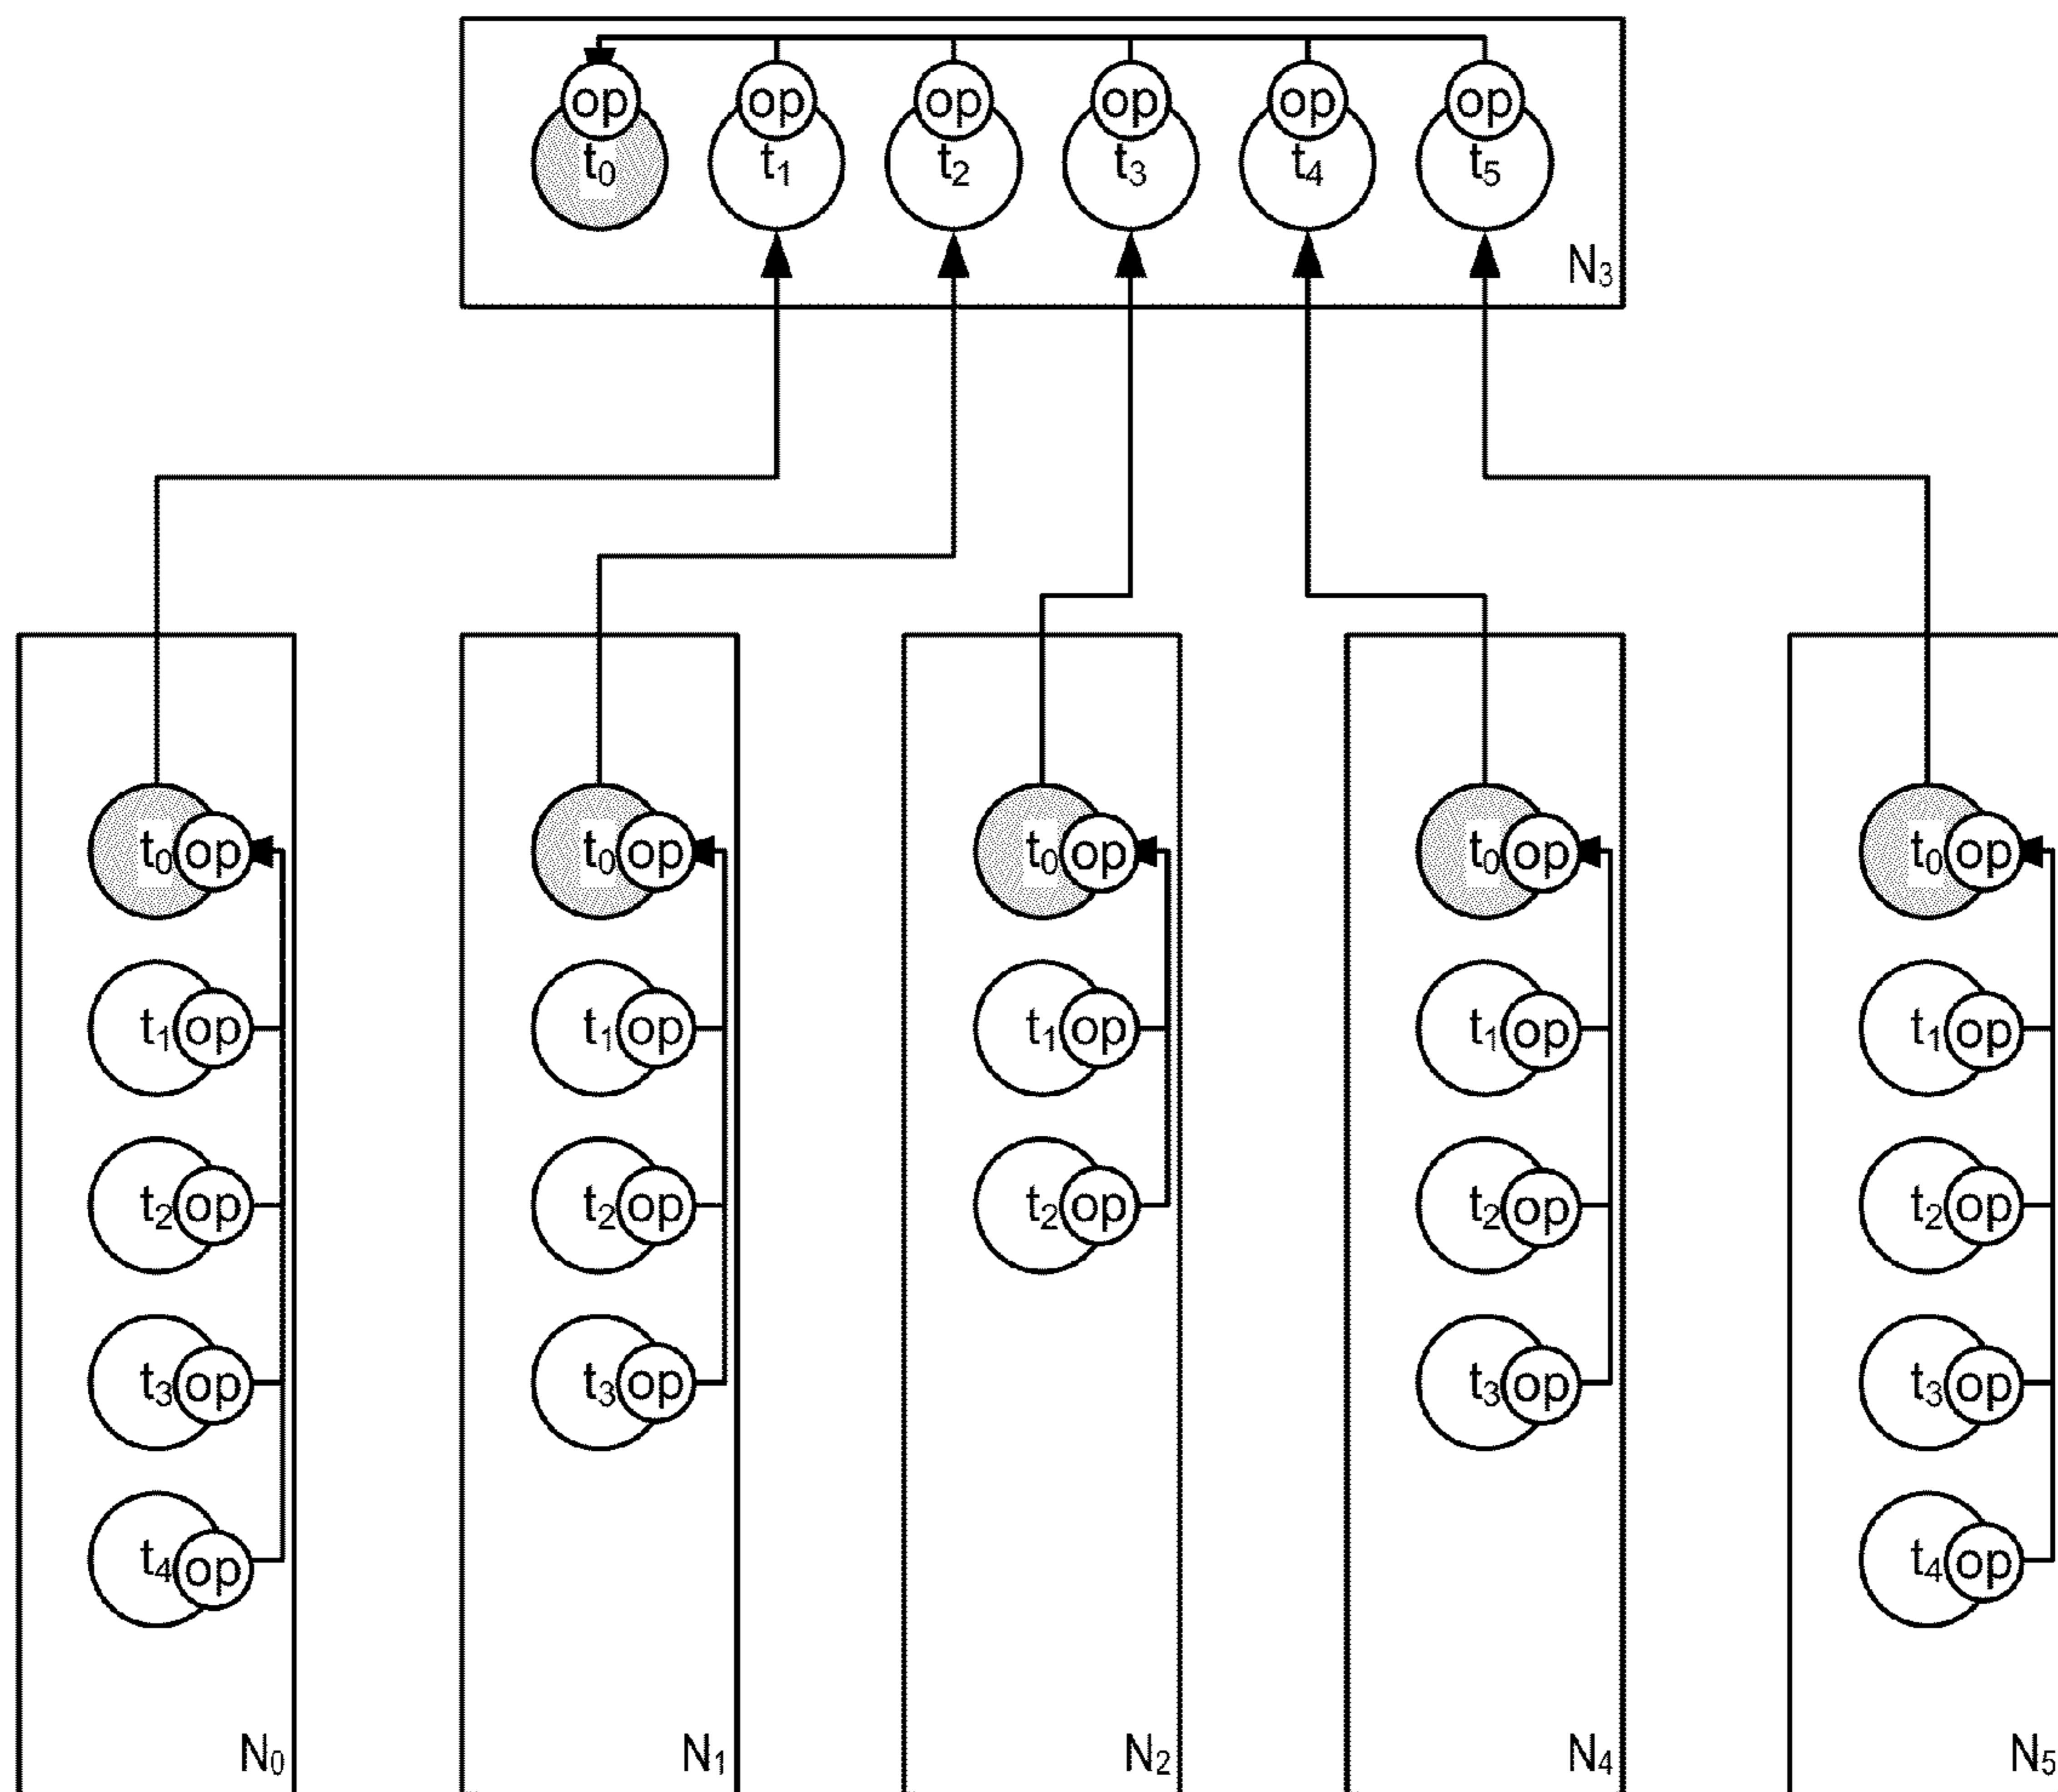 op op op op op op
t0 t1 t2 t3 t4 t5
N3
t0 op t0 op t0 op t0 op t0 op
t1 op t1 op t1 op t1 op t1 op
t2 op t2 op t2 op t2 op t2 op
t3 op t3 op t3 op t3 op
t4 op t4 op
N0 N1 N2 N4 N5